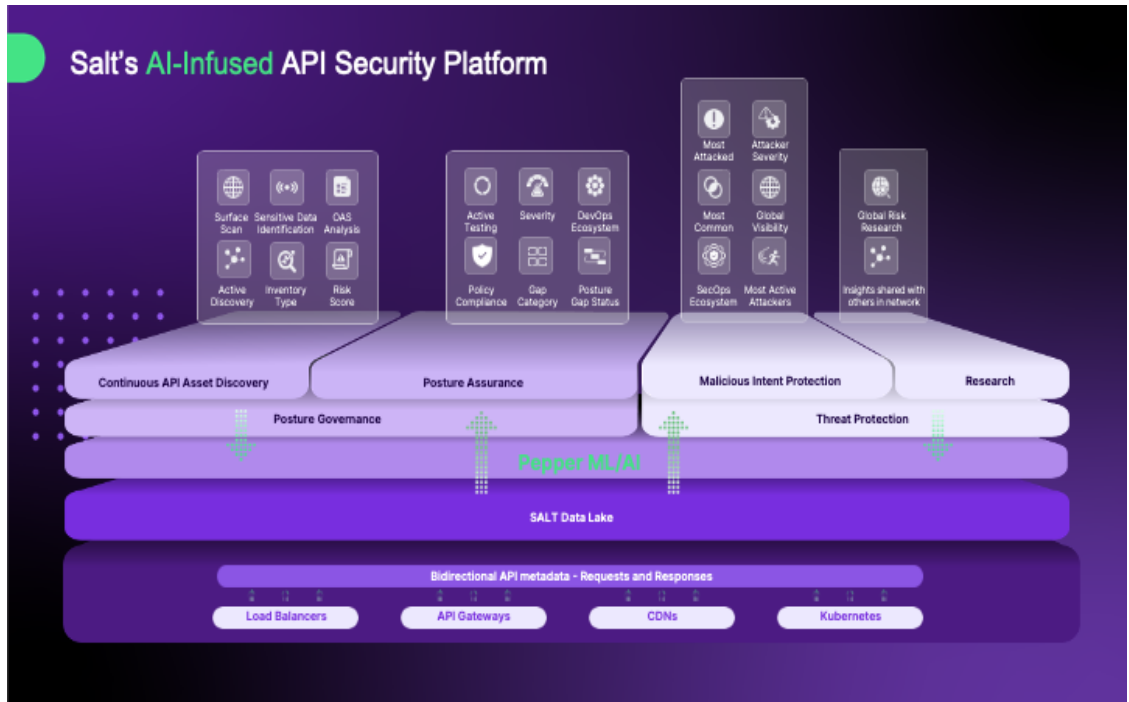 Salt's AI-Infused API Security Platform
Surface
Scan
Sensitive Data
Identification
OAS
Analysis
Active
Discovery
Inventory
Type
Risk
Score
Active
Testing
Severity
DevOps
Ecosystem
Policy
Compliance
Gap
Category
Posture
Gap Status
Most
Attacked
Attacker
Severity
Most
Common
Global
Visibility
SecOps
Ecosystem
Most Active
Attackers
Global Risk
Research
Insights shared with
others in network
Continuous API Asset Discovery
Posture Assurance
Malicious Intent Protection
Research
Posture Governance
Threat Protection
Pepper ML/AI
SALT Data Lake
Bidirectional API metadata - Requests and Responses
Load Balancers
API Gateways
CDNs
Kubernetes